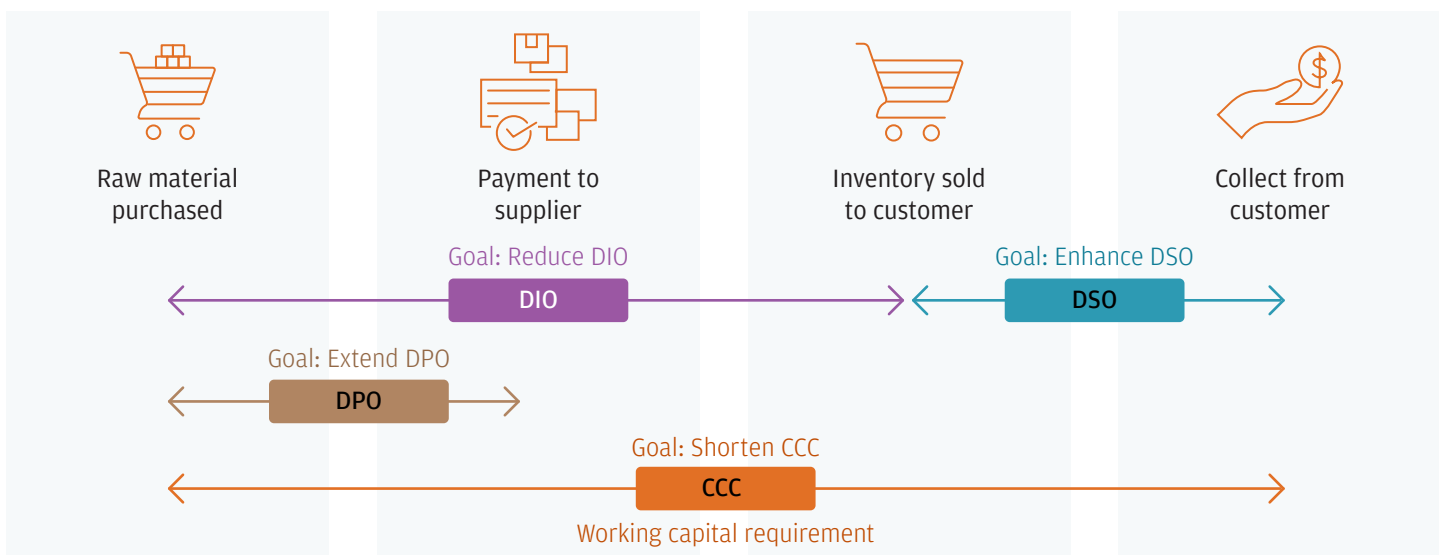 Raw material
purchased
Payment to
supplier
Inventory sold
to customer
Collect from
customer
Goal: Reduce DIO
DIO
Goal: Enhance DSO
DSO
Goal: Extend DPO
DPO
Goal: Shorten CCC
CCC
Working capital requirement